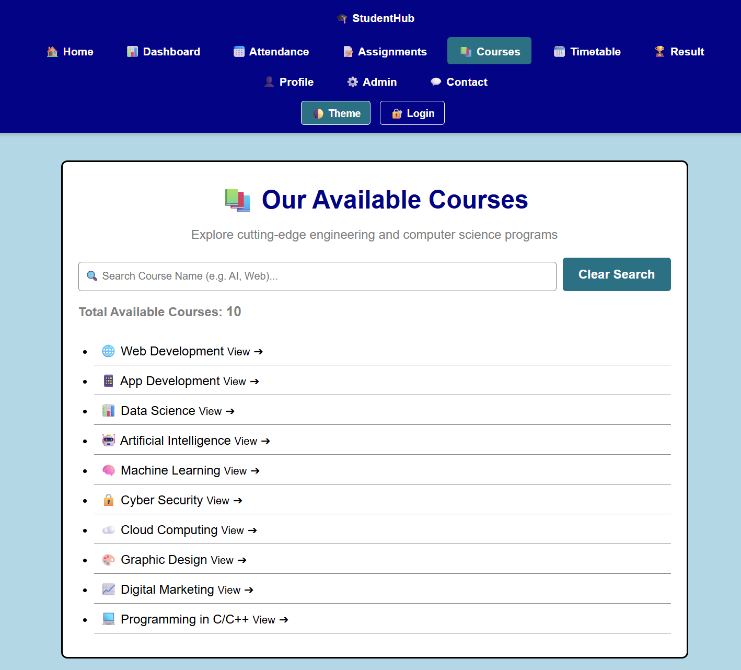 StudentHub
Home Dashboard Attendance Assignments Courses Timetable Result
Profile Admin Contact
Theme Login
Our Available Courses
Explore cutting-edge engineering and computer science programs
Search Course Name (e.g. AI, Web)... Clear Search
Total Available Courses: 10
• Web Development View ➔
• App Development View ➔
• Data Science View ➔
• Artificial Intelligence View ➔
• Machine Learning View ➔
• Cyber Security View ➔
• Cloud Computing View ➔
• Graphic Design View ➔
• Digital Marketing View ➔
• Programming in C/C++ View ➔